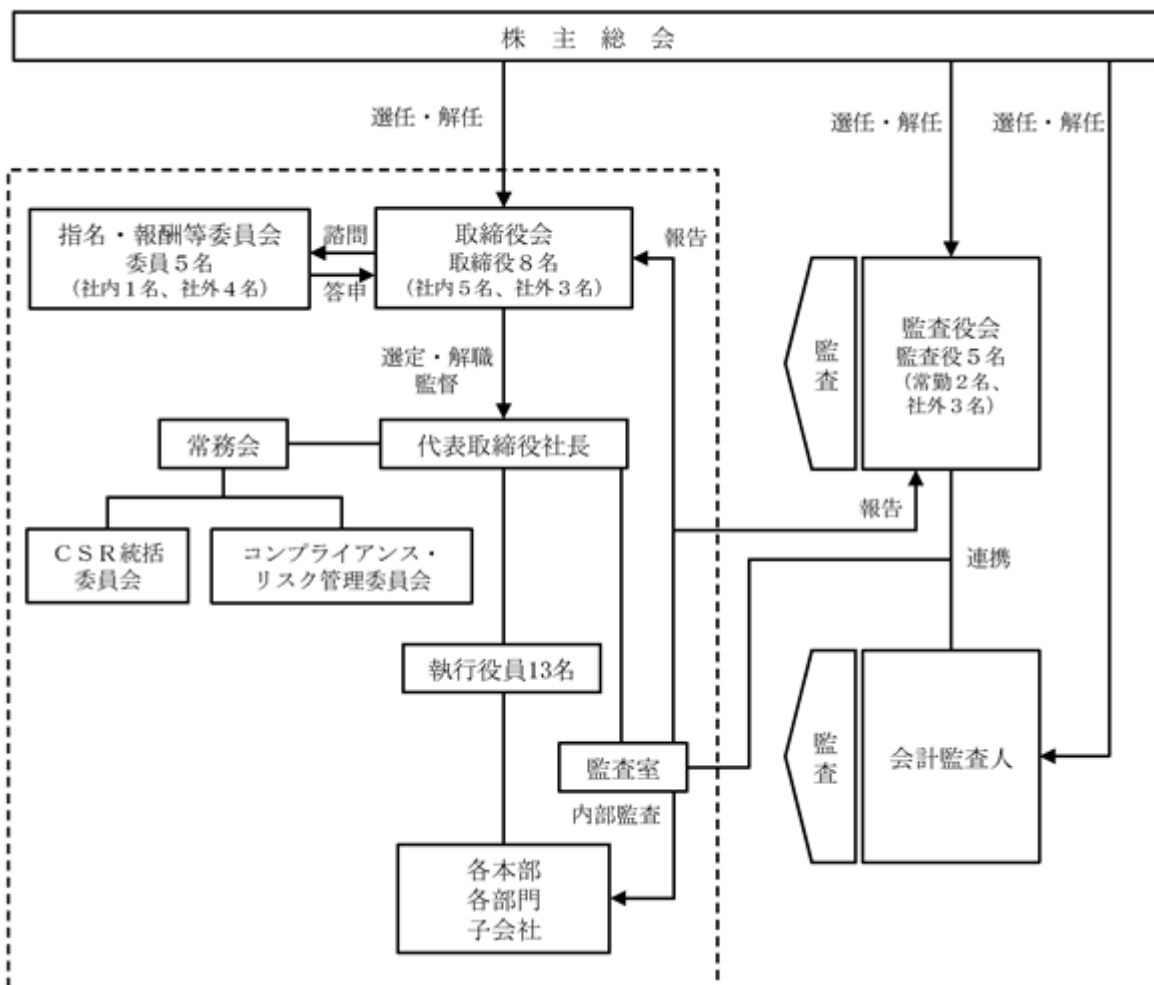 株 主 総 会
選任・解任
選任・解任
選任・解任
指名・報酬等委員会
委員５名
（社内１名、社外４名）
諮問
答申
取締役会
取締役８名
（社内５名、社外３名）
報告
監査
監査役会
監査役５名
（常勤２名、
社外３名）
選定・解職
監督
常務会
代表取締役社長
報告
ＣＳＲ統括
委員会
コンプライアンス・
リスク管理委員会
連携
執行役員13名
監査室
内部監査
監査
会計監査人
各本部
各部門
子会社